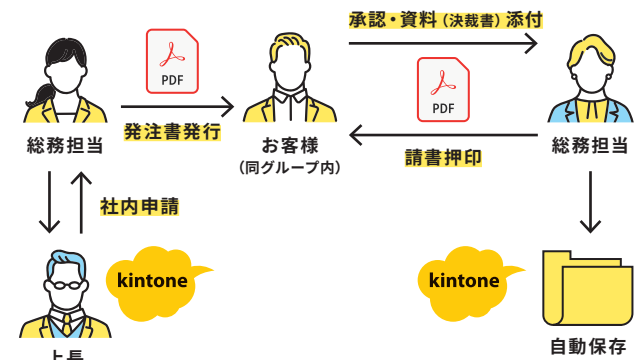 承認・資料（決裁書）添付
PDF
PDF
発注書発行
総務担当
お客様
（同グループ内）
請書押印
総務担当
社内申請
kintone
kintone
上長
自動保存